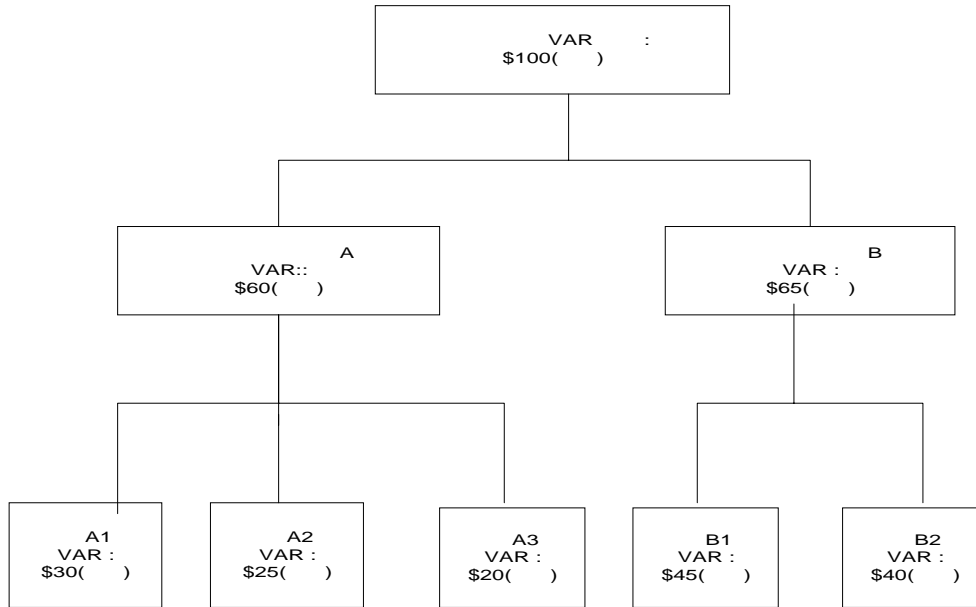 VAR :
$100( )
A
VAR::
$60( )
B
VAR :
$65( )
A1
VAR :
$30( )
A2
VAR :
$25( )
A3
VAR :
$20( )
B1
VAR :
$45( )
B2
VAR :
$40( )